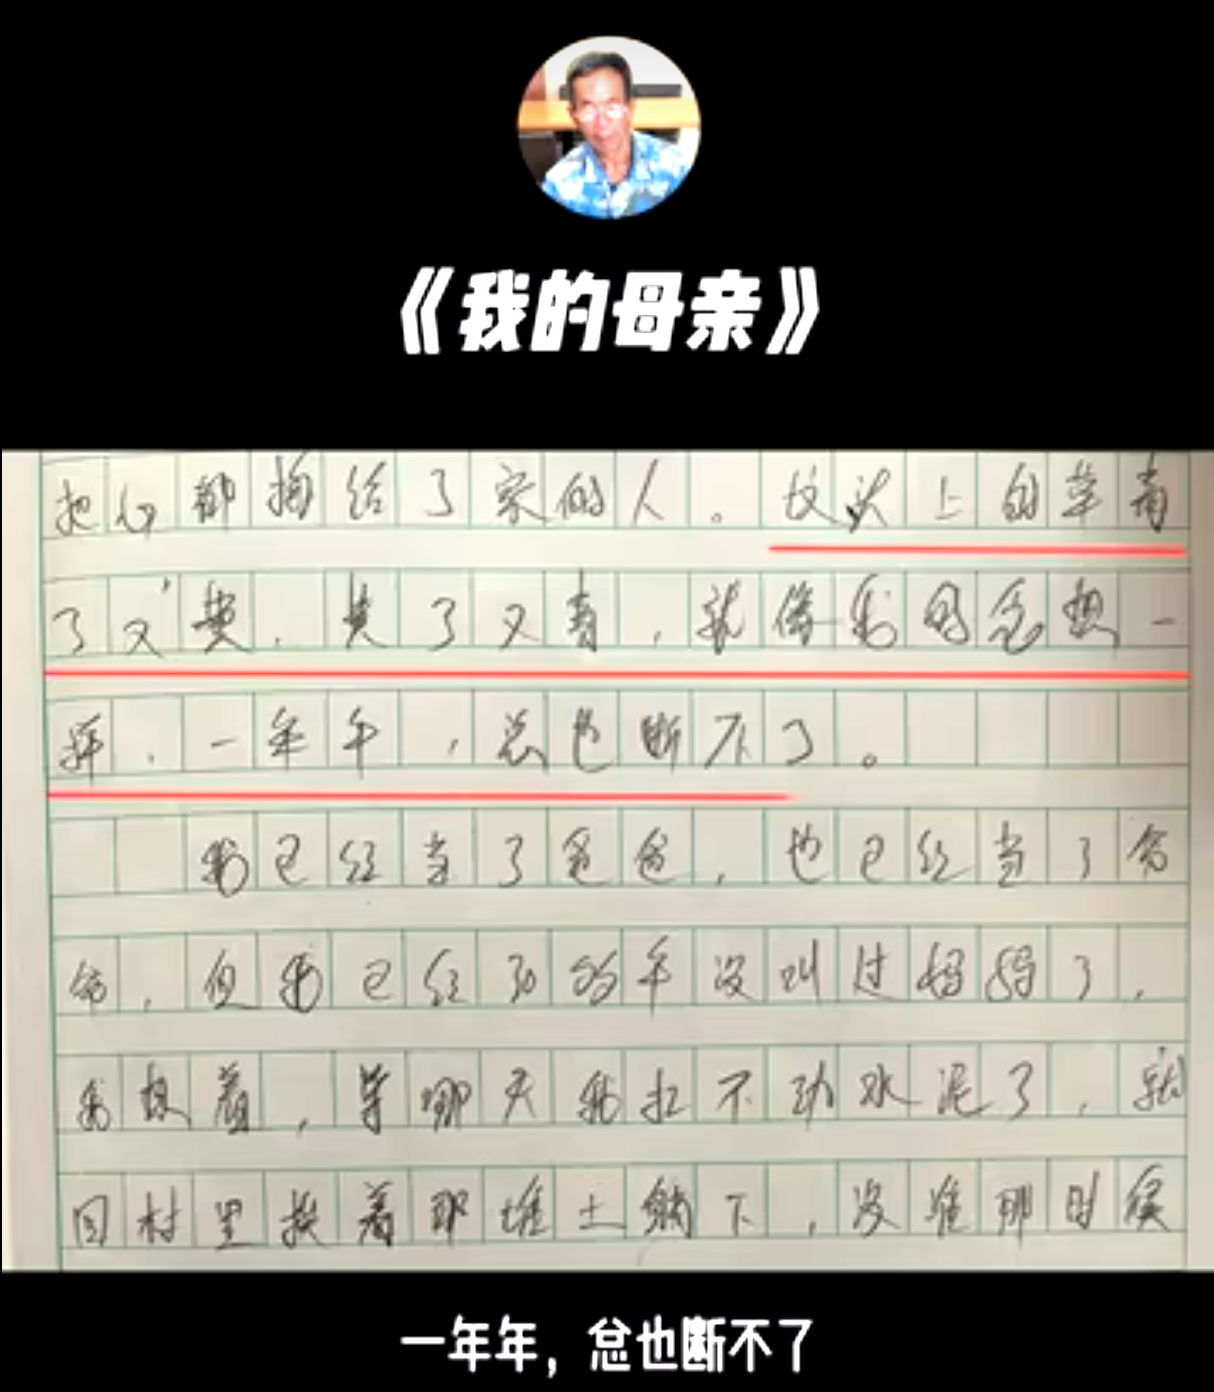 《我的母亲》
把心都掏给了家的人。坟头上的草青
了又黄,黄了又青,就像我的念想一
样,一年年,总也断不了。
我已经当了爸爸,也已经当了爷
爷,但我已经30多年没叫过妈妈了,
我想着,等哪天我扛不动水泥了,就
回村里挨着那堆土躺下,没准那时候
一年年,总也断不了